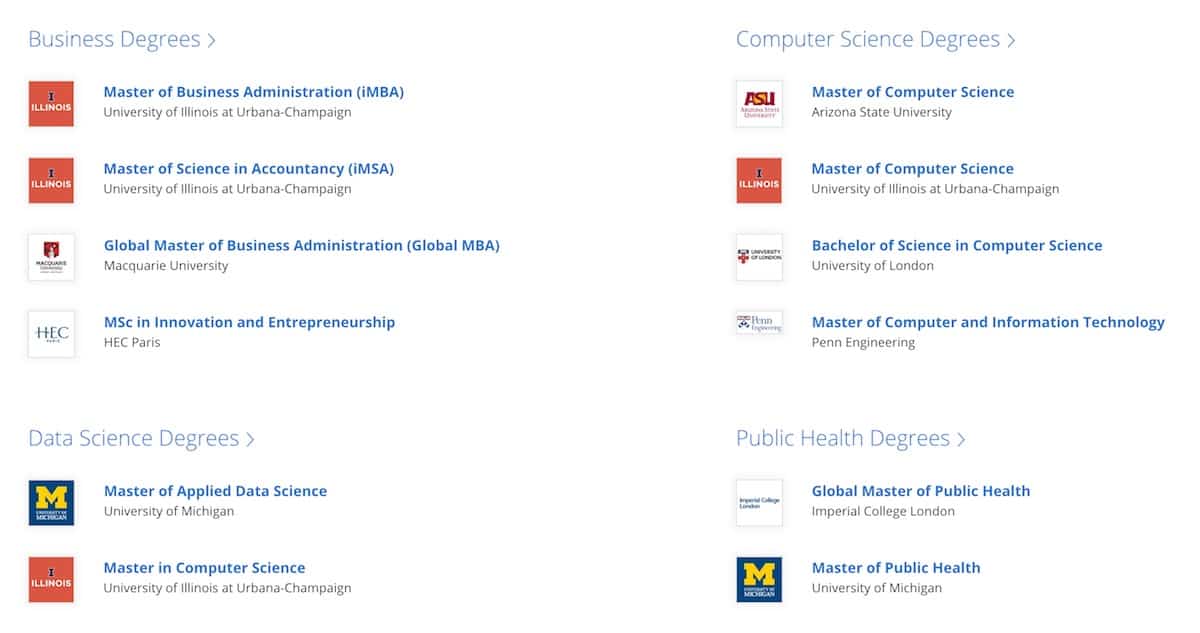 Business Degrees >
I
ILLINOIS
Master of Business Administration (iMBA)
University of Illinois at Urbana-Champaign
I
ILLINOIS
Master of Science in Accountancy (iMSA)
University of Illinois at Urbana-Champaign
MACQUARIE
University
Global Master of Business Administration (Global MBA)
Macquarie University
HEC
PARIS
MSc in Innovation and Entrepreneurship
HEC Paris
Computer Science Degrees >
ASU
ARIZONA STATE
UNIVERSITY
Master of Computer Science
Arizona State University
I
ILLINOIS
Master of Computer Science
University of Illinois at Urbana-Champaign
UNIVERSITY
OF LONDON
Bachelor of Science in Computer Science
University of London
Penn
Engineering
Master of Computer and Information Technology
Penn Engineering
Data Science Degrees >
M
UNIVERSITY OF
MICHIGAN
Master of Applied Data Science
University of Michigan
I
ILLINOIS
Master in Computer Science
University of Illinois at Urbana-Champaign
Public Health Degrees >
Imperial College
London
Global Master of Public Health
Imperial College London
M
UNIVERSITY OF
MICHIGAN
Master of Public Health
University of Michigan